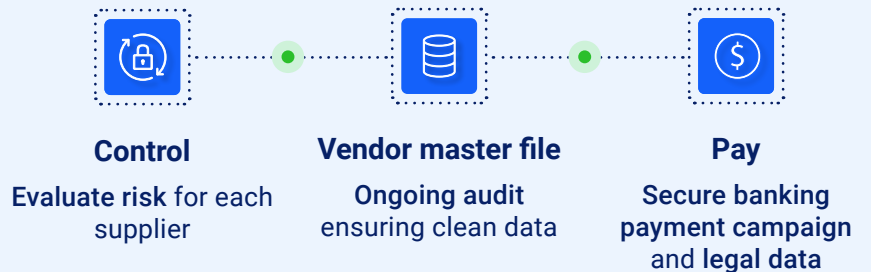 Control
Evaluate risk for each
supplier
Vendor master file
Ongoing audit
ensuring clean data
$
Pay
Secure banking
payment campaign
and legal data